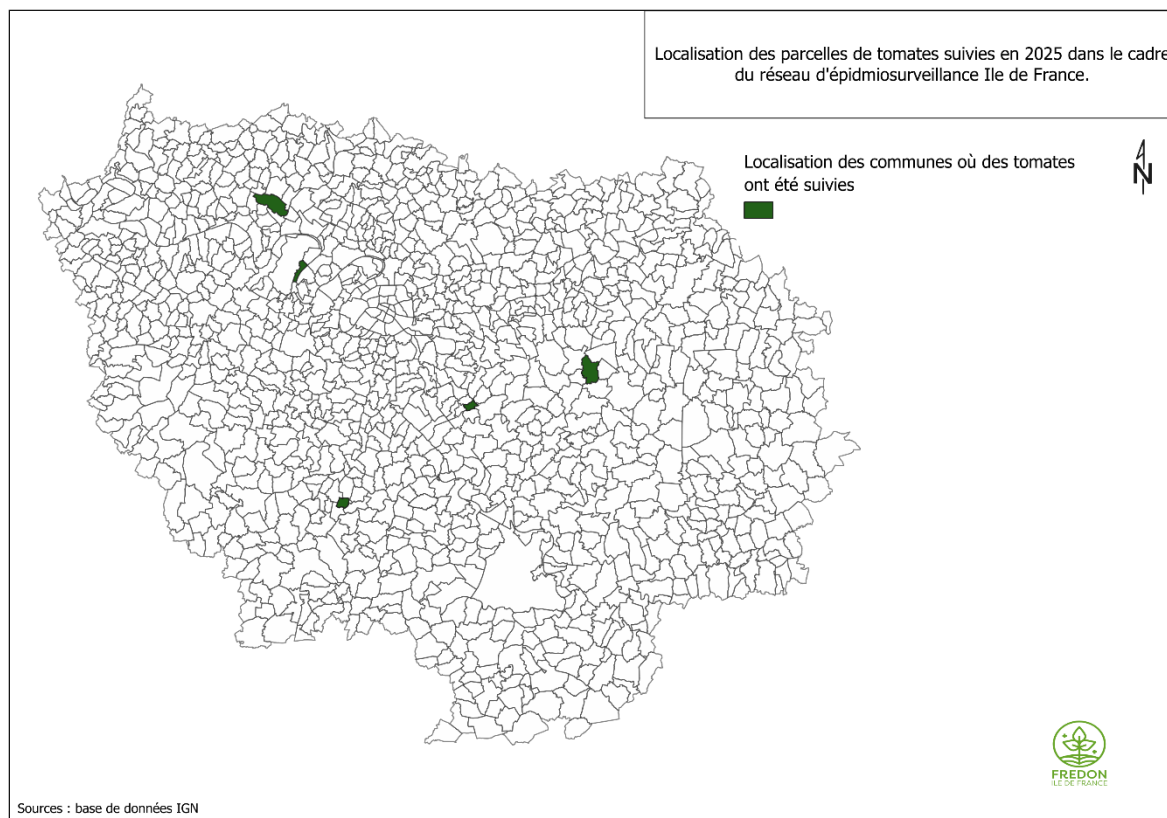 Localisation des parcelles de tomates suivies en 2025 dans le cadre
du réseau d'épidmiosurveillance Ile de France.
Localisation des communes où des tomates
ont été suivies
N
FREDON
ILE DE FRANCE
Sources : base de données IGN